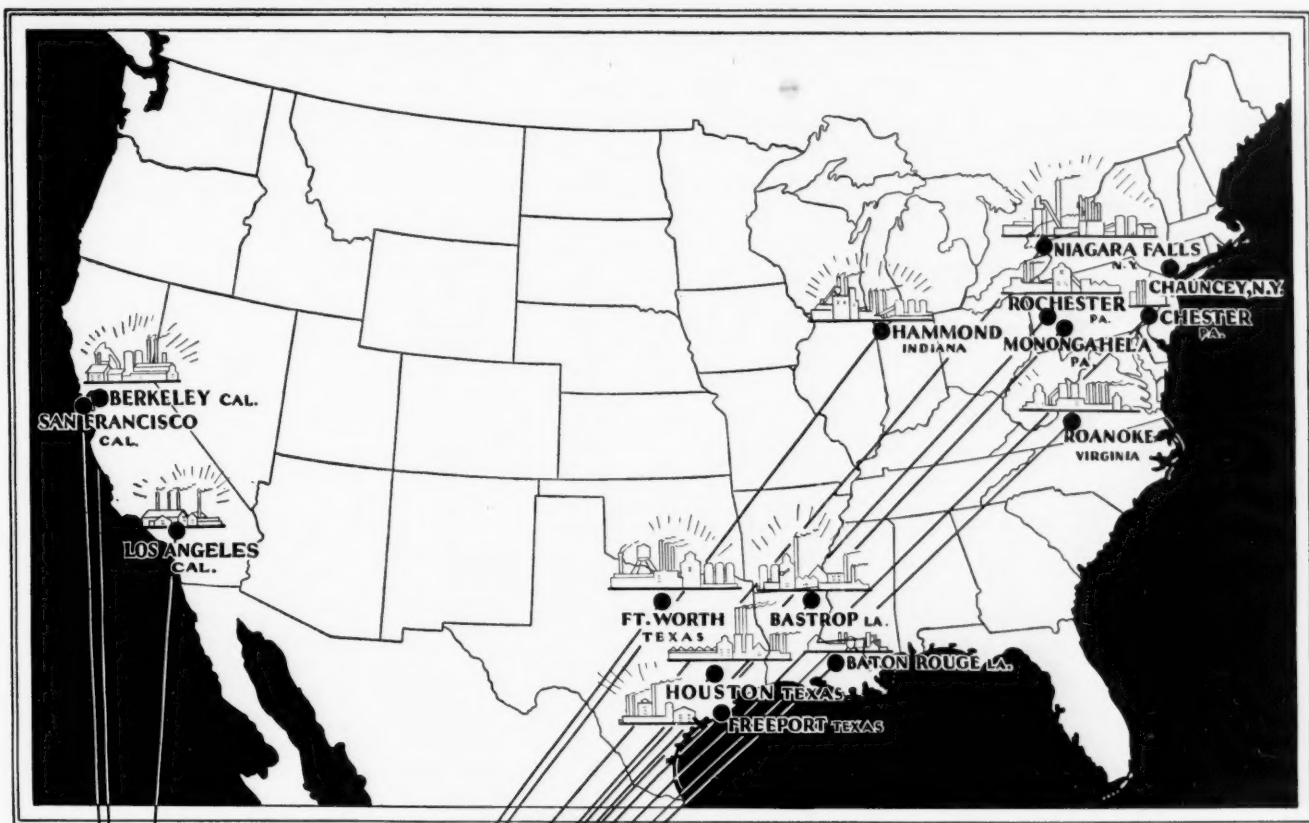 NIAGARA FALLS
N.Y.
CHAUNCEY, N.Y.
ROCHESTER
PA.
CHESTER
PA.
HAMMOND
INDIANA
MONONGAHELA
PA.
BERKELEY CAL.
SAN FRANCISCO
CAL.
ROANOKE
VIRGINIA
LOS ANGELES
CAL.
FT. WORTH
TEXAS
BASTROP LA.
BATON ROUGE LA.
HOUSTON TEXAS
FREEPORT TEXAS